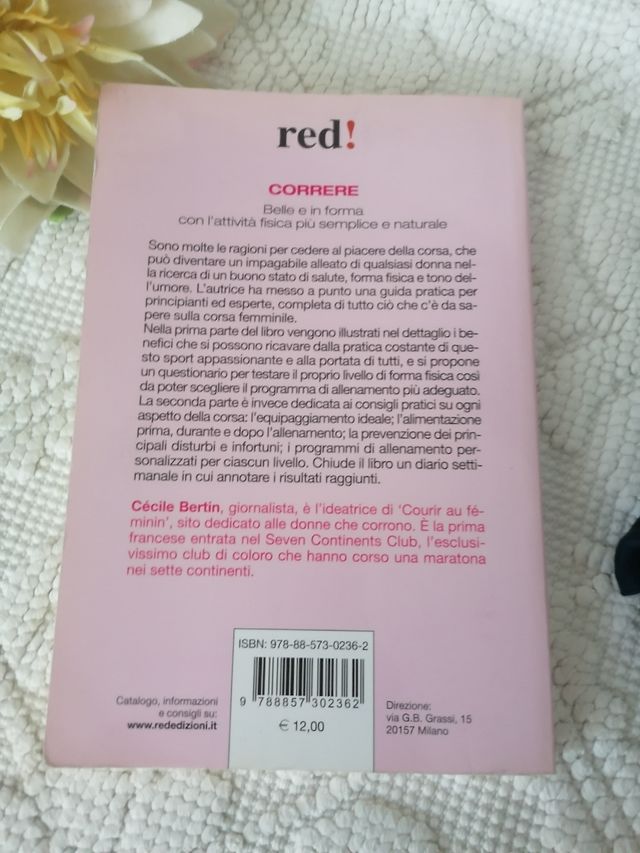 red!
CORRERE
Belle e in forma
con l'attività fisica più semplice e naturale
Sono molte le ragioni per cedere al piacere della corsa, che
può diventare un impagabile alleato di qualsiasi donna nel-
la ricerca di un buono stato di salute, forma fisica e tono del-
l'umore. L'autrice ha messo a punto una guida pratica per
principianti ed esperte, completa di tutto ciò che c'è da sa-
pere sulla corsa femminile.
Nella prima parte del libro vengono illustrati nel dettaglio i be-
nefici che si possono ricavare dalla pratica costante di que-
sto sport appassionante e alla portata di tutti, e si propone
un questionario per testare il proprio livello di forma fisica così
da poter scegliere il programma di allenamento più adeguato.
La seconda parte è invece dedicata ai consigli pratici su ogni
aspetto della corsa: l'equipaggiamento ideale; l'alimentazione
prima, durante e dopo l'allenamento; la prevenzione dei prin-
cipali disturbi e infortuni; i programmi di allenamento per-
sonalizzati per ciascun livello. Chiude il libro un diario setti-
manale in cui annotare i risultati raggiunti.
Cécile Bertin, giornalista, è l'ideatrice di 'Courir au fé-
minin', sito dedicato alle donne che corrono. È la prima
francese entrata nel Seven Continents Club, l'esclusi-
vissimo club di coloro che hanno corso una maratona
nei sette continenti.
ISBN: 978-88-573-0236-2
9 788857 302362
€ 12,00
Catalogo, informazioni
e consigli su:
www.rededizioni.it
Direzione:
via G.B. Grassi, 15
20157 Milano